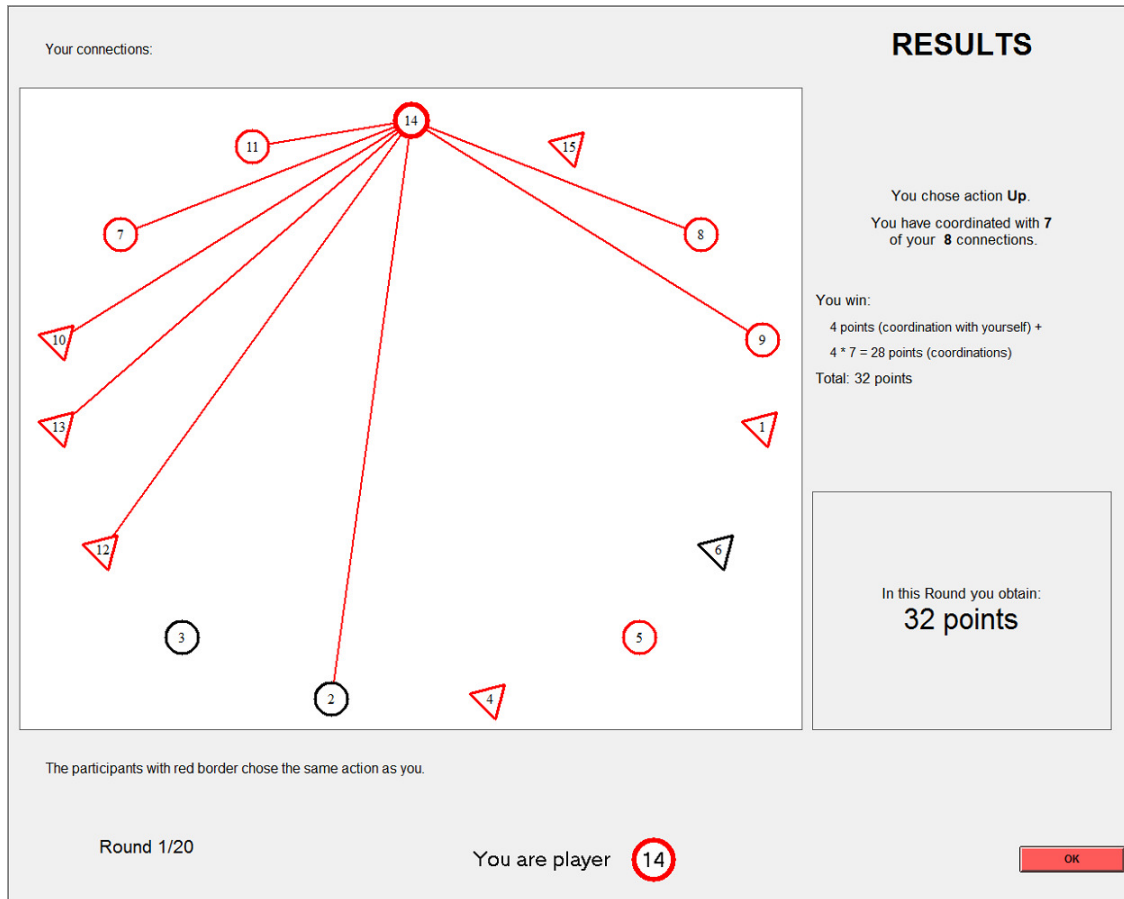 Your connections:
RESULTS
14
11
15
7
8
10
9
13
1
12
6
3
5
2
4
You chose action Up.
You have coordinated with 7
of your 8 connections.
You win:
4 points (coordination with yourself) +
4 * 7 = 28 points (coordinations)
Total: 32 points
In this Round you obtain:
32 points
The participants with red border chose the same action as you.
Round 1/20
You are player 14
OK